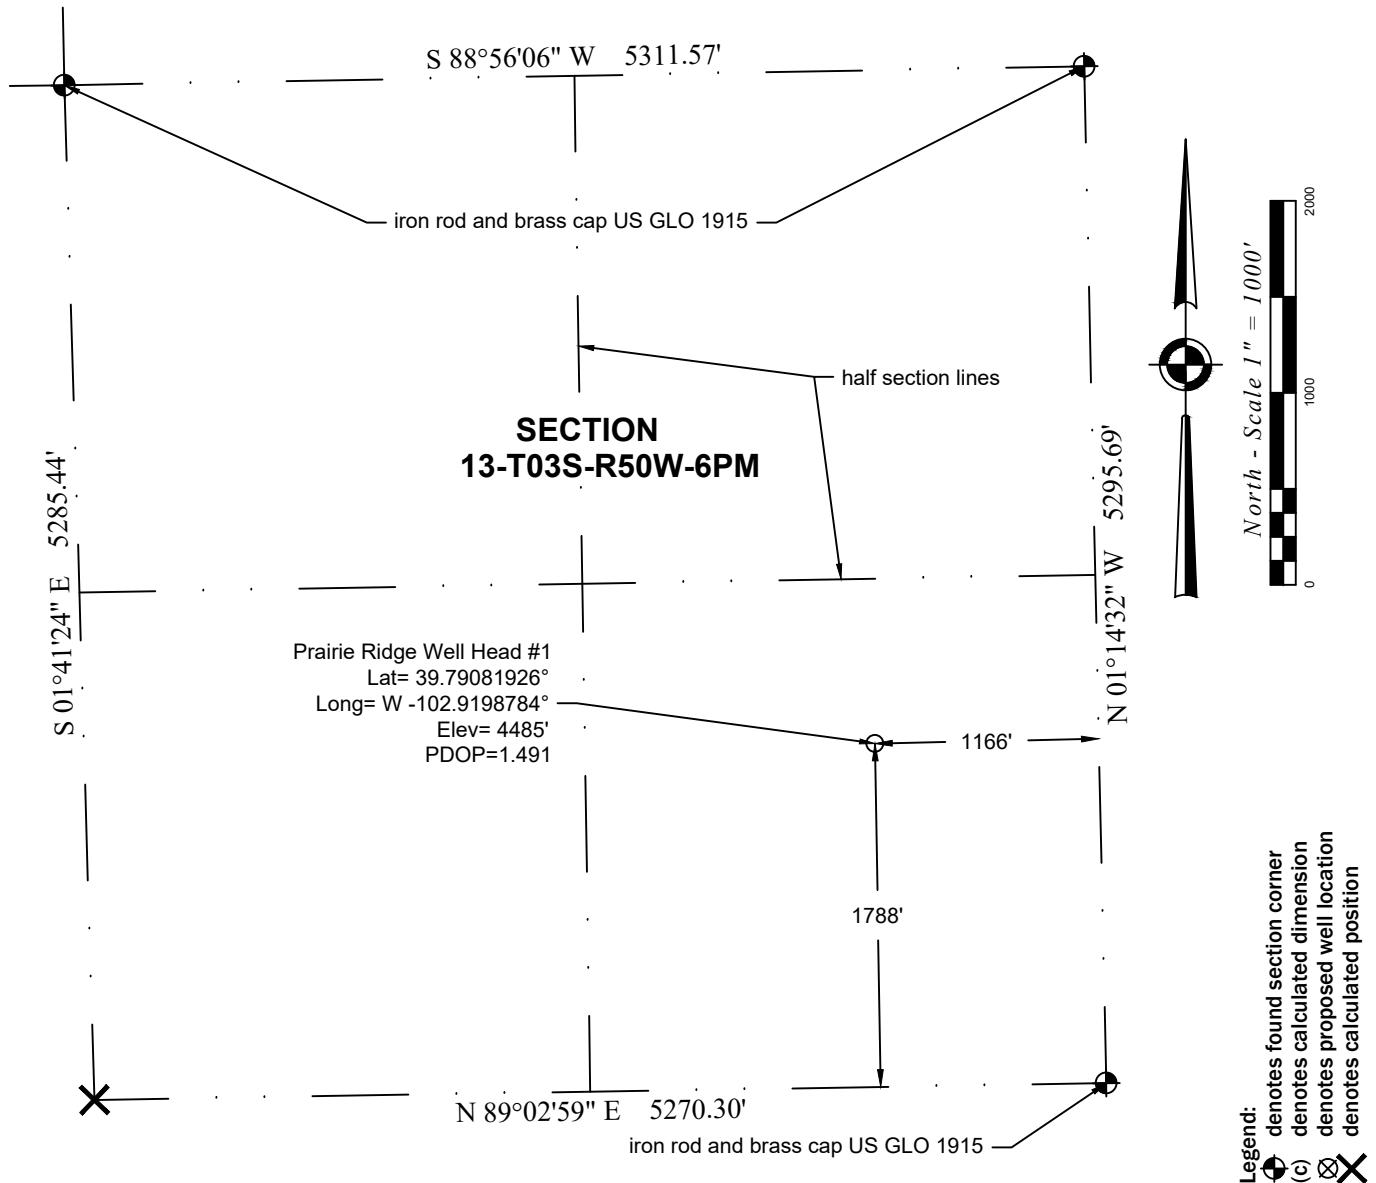 S 88°56'06" W 5311.57'
iron rod and brass cap US GLO 1915
half section lines
SECTION
13-T03S-R50W-6PM
S 01°41'24" E 5285.44'
N 01°14'32" W 5295.69'
Prairie Ridge Well Head #1
Lat= 39.79081926°
Long= W -102.9198784°
Elev= 4485'
PDOP=1.491
1166'
1788'
N 89°02'59" E 5270.30'
iron rod and brass cap US GLO 1915
North - Scale 1" = 1000'
0
1000
2000
Legend:
denotes found section corner
(c) denotes calculated dimension
denotes proposed well location
denotes calculated position